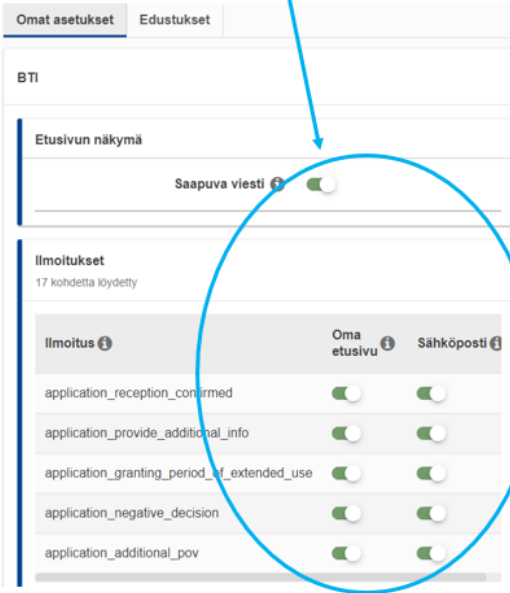 Omat asetukset Edustukset
BTI
Etusivun näkymä
Saapuva viesti
Ilmoitukset
17 kohdetta löydetty
Ilmoitus Oma etusivu Sähköposti
application_reception_confirmed
application_provide_additional_info
application_granting_period_of_extended_use
application_negative_decision
application_additional_pov